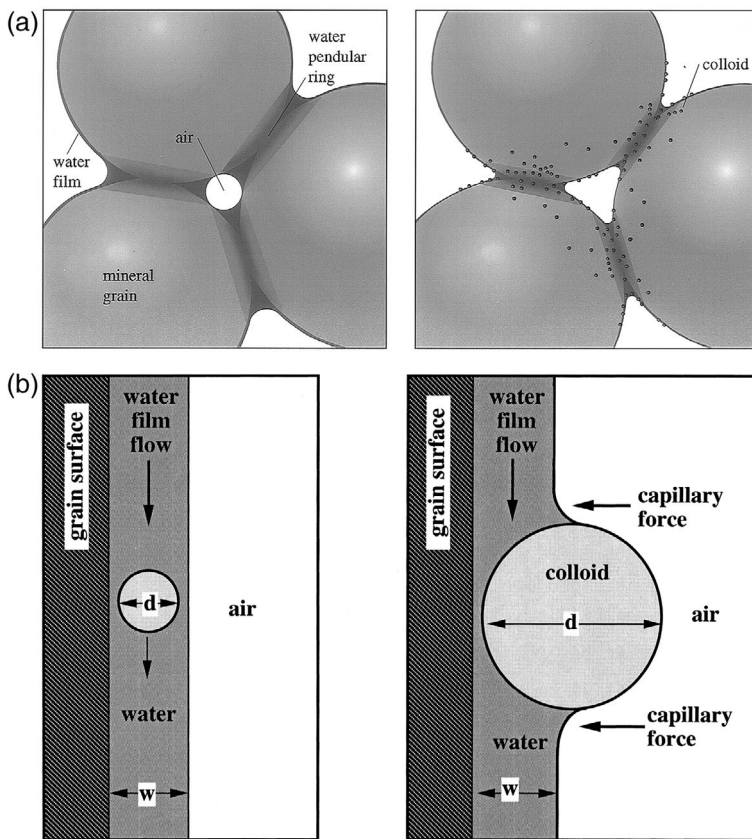 (a)
water
pendular
ring
air
water
film
mineral
grain
colloid
(b)
grain surface
water
film
flow
d
air
water
w
grain surface
water
film
flow
capillary
force
colloid
d
air
capillary
force
water
w